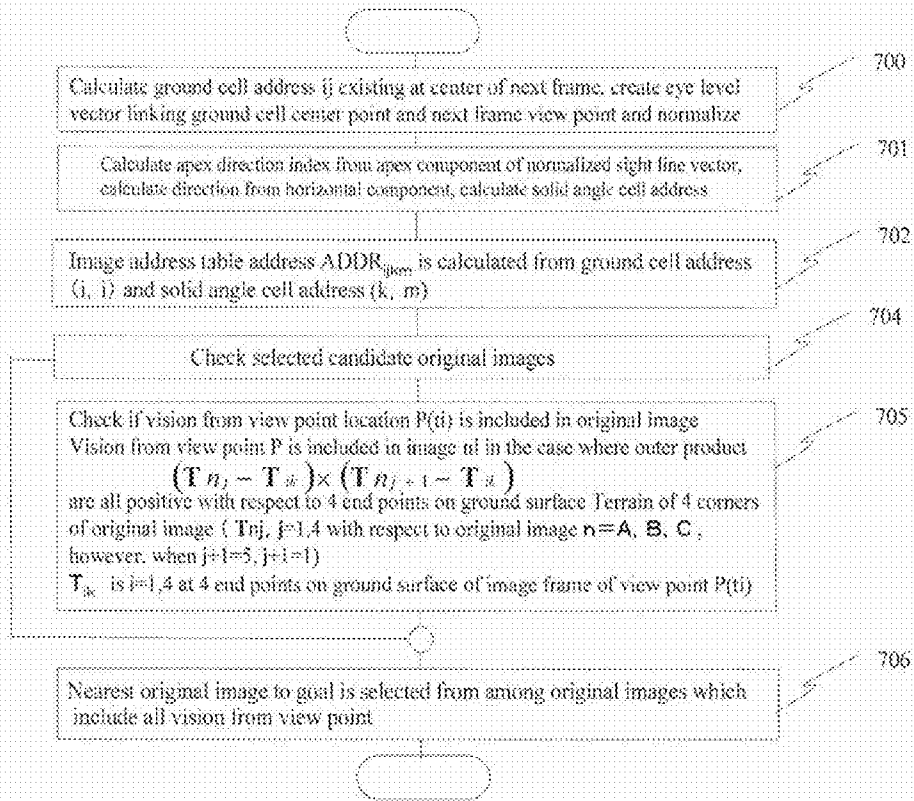 700
Calculate ground cell address ij existing at center of next frame, create eye level
vector linking ground cell center point and next frame view point and normalize
701
Calculate apex direction index from apex component of normalized sight line vector,
calculate direction from horizontal component, calculate solid angle cell address
702
Image address table address ADDRijkm is calculated from ground cell address
(i, i) and solid angle cell address (k, m)
704
Check selected candidate original images
705
Check if vision from view point location P(ti) is included in original image
Vision from view point P is included in image ni in the case where outer product
(T nj − T ik) × (T nj + 1 − T ik)
are all positive with respect to 4 end points on ground surface Terrain of 4 corners
of original image ( Tnj, j=1,4 with respect to original image n=A, B, C ,
however, when j+1=5, j+1=1)
Tik is i=1,4 at 4 end points on ground surface of image frame of view point P(ti)
706
Nearest original image to goal is selected from among original images which
include all vision from view point